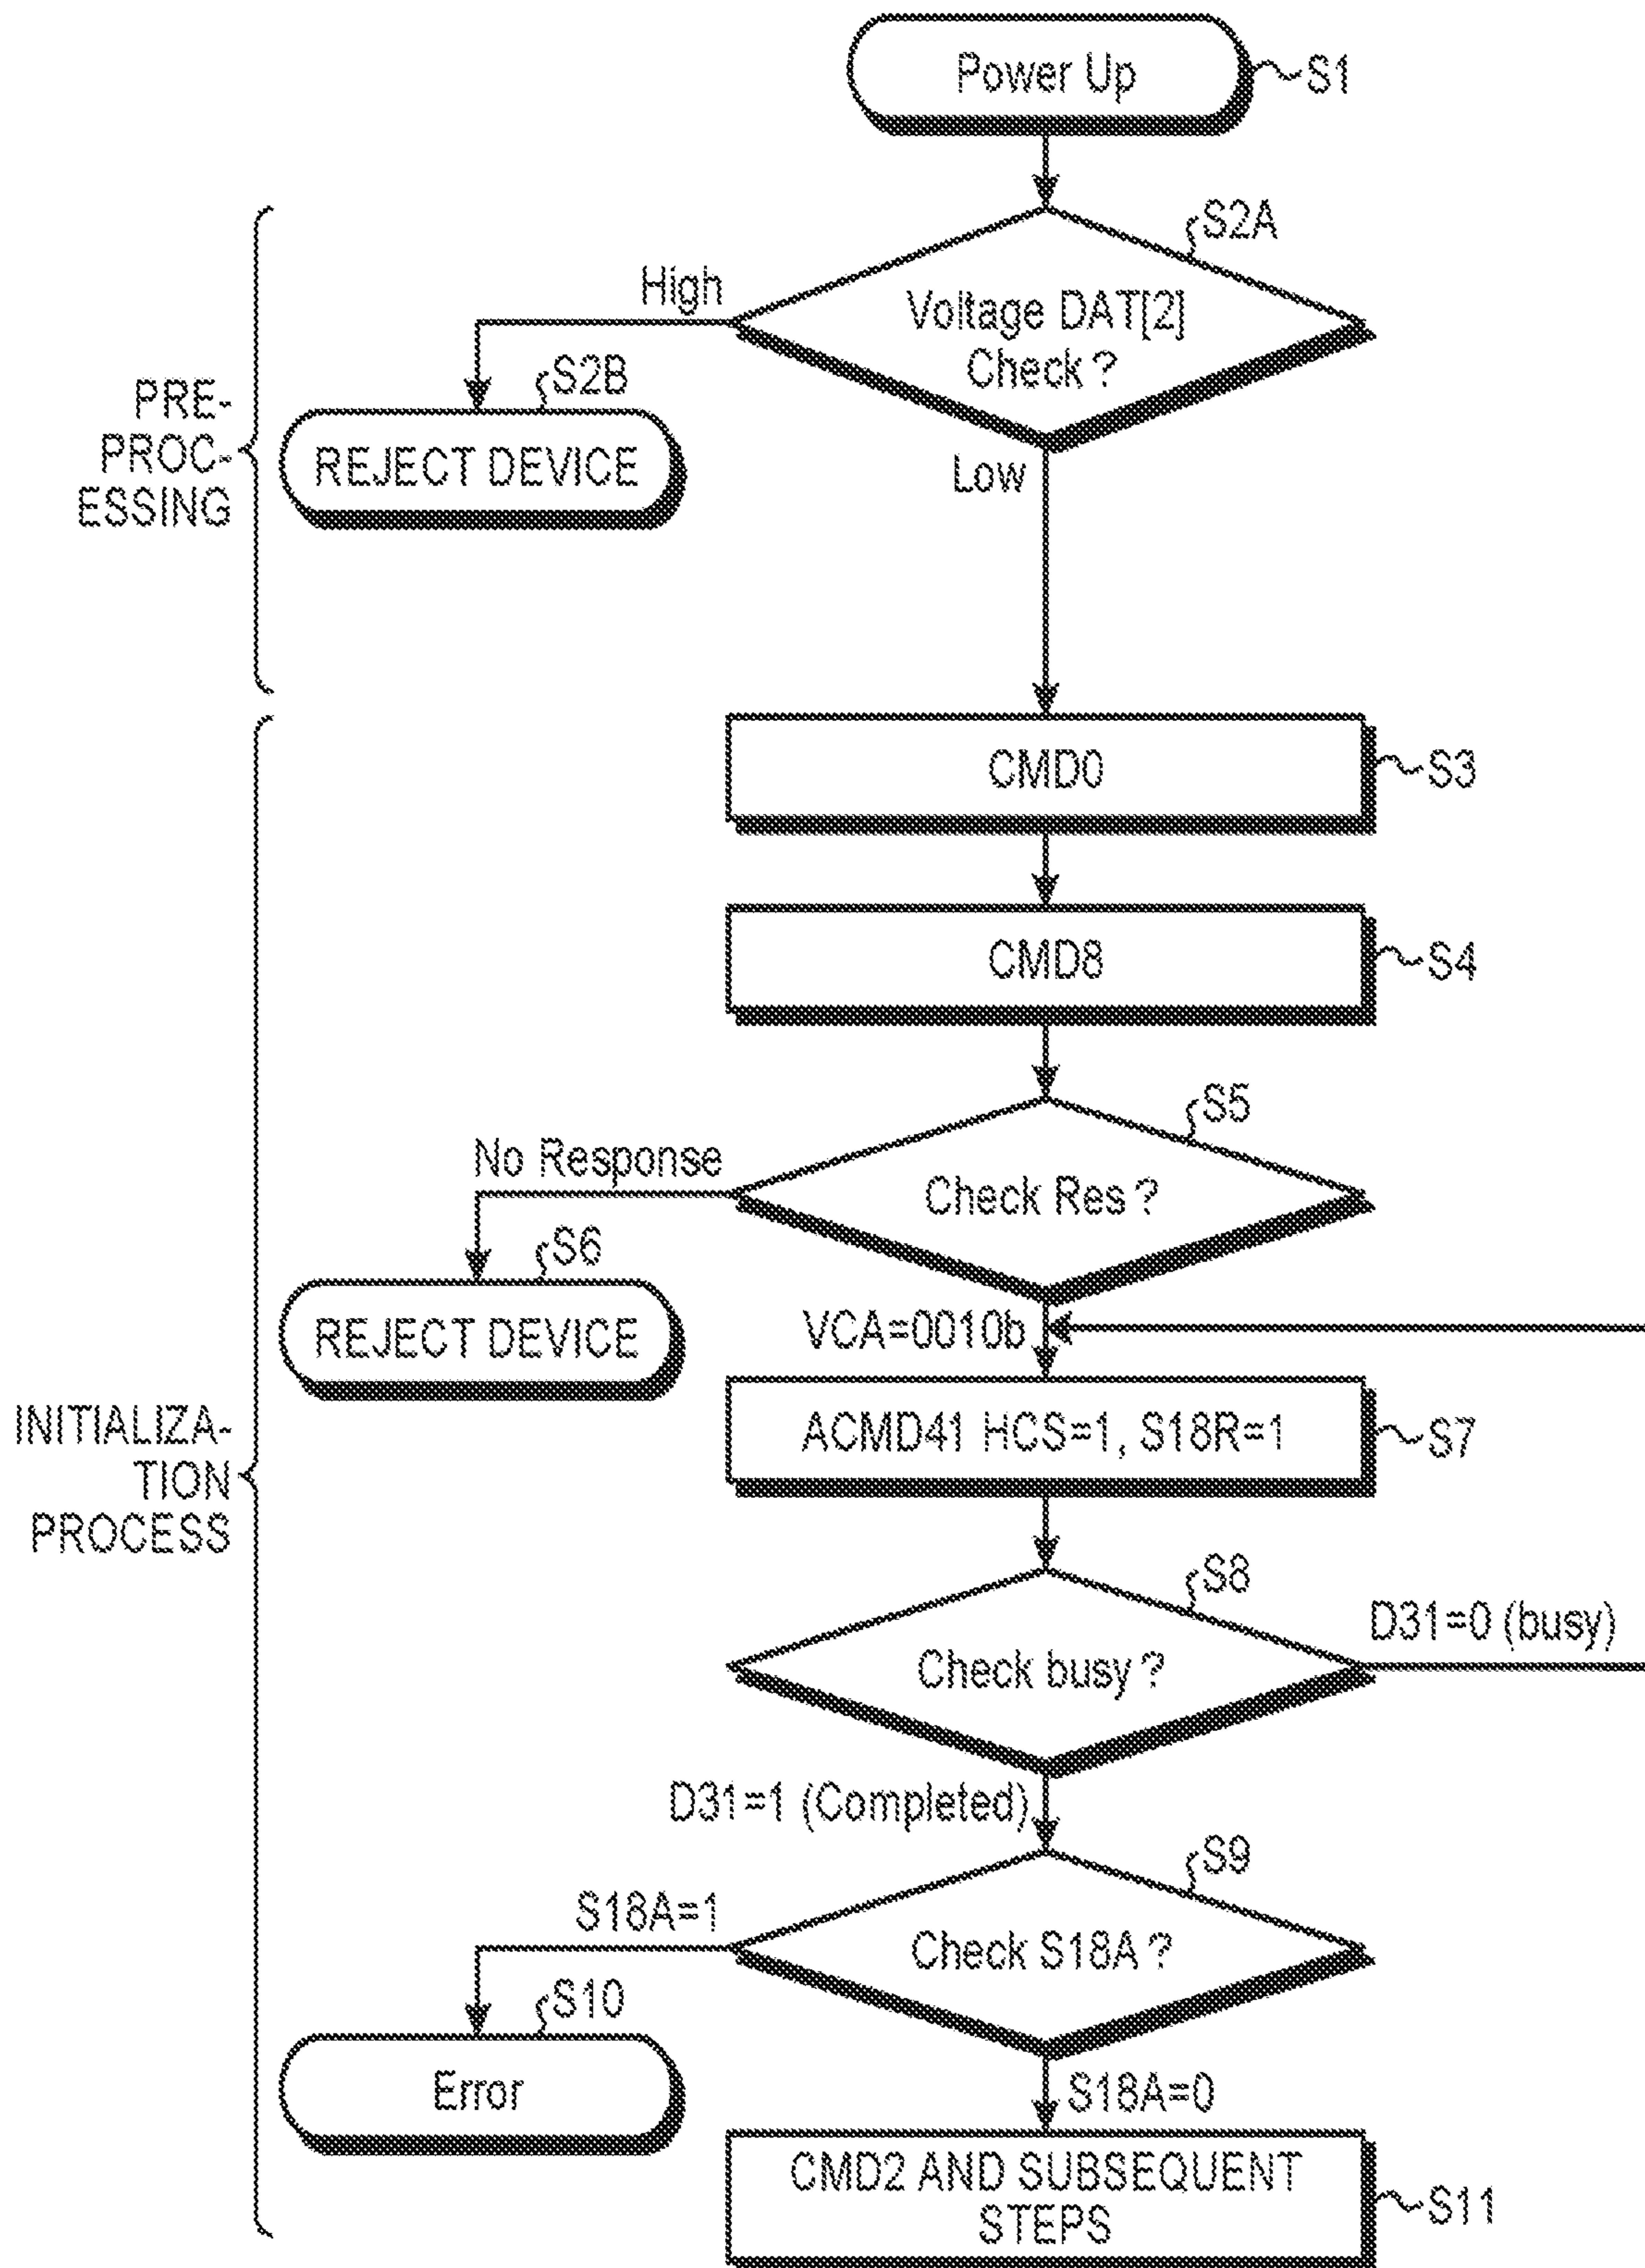 Power Up
S1
S2A
High
Voltage DAT[2]
Check ?
S2B
REJECT DEVICE
Low
PRE-
PROC-
ESSING
CMD0
S3
CMD8
S4
S5
No Response
Check Res ?
S6
REJECT DEVICE
VCA=0010b
ACMD41 HCS=1, S18R=1
S7
INITIALIZA-
TION
PROCESS
S8
D31=0 (busy)
Check busy ?
D31=1 (Completed)
S9
S18A=1
Check S18A ?
S10
Error
S18A=0
CMD2 AND SUBSEQUENT
STEPS
S11